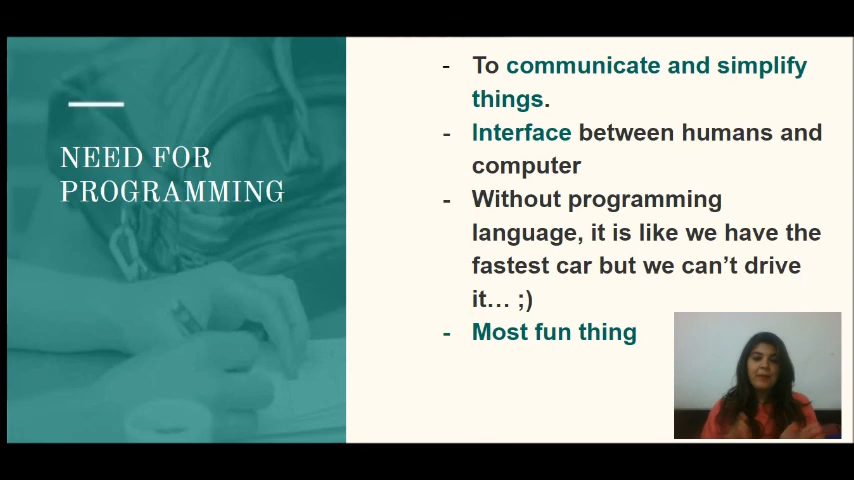 NEED FOR
PROGRAMMING
- To communicate and simplify
things.
- Interface between humans and
computer
- Without programming
language, it is like we have the
fastest car but we can’t drive
it… ;)
- Most fun thing